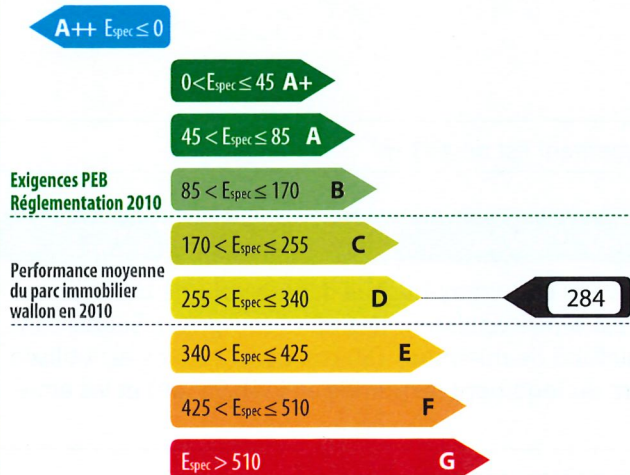 A++ Espec ≤ 0
0 < Espec ≤ 45 A+
45 < Espec ≤ 85 A
Exigences PEB
Réglementation 2010
85 < Espec ≤ 170 B
170 < Espec ≤ 255 C
Performance moyenne
du parc immobilier
wallon en 2010
255 < Espec ≤ 340 D
284
340 < Espec ≤ 425 E
425 < Espec ≤ 510 F
Espec > 510 G